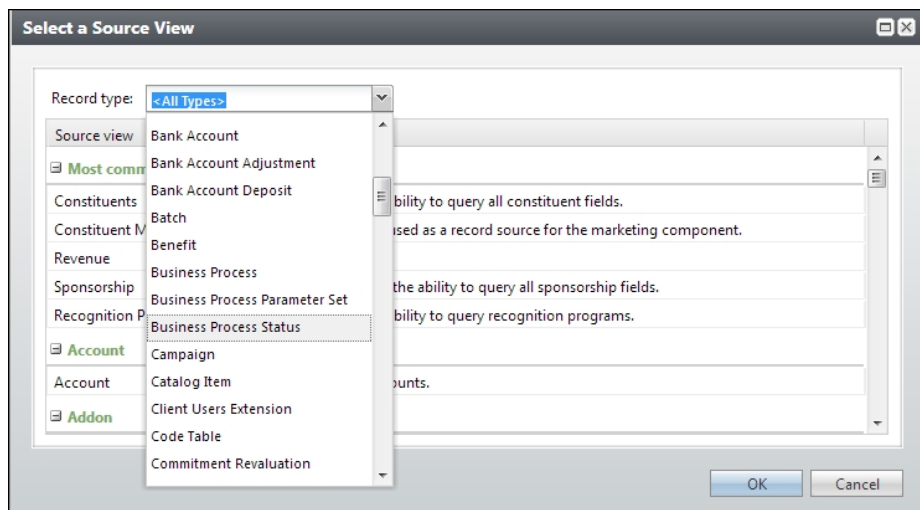 Select a Source View
Record type: <All Types>
Source view
Bank Account
Bank Account Adjustment
Bank Account Deposit
Batch
Benefit
Business Process
Business Process Parameter Set
Business Process Status
Campaign
Catalog Item
Client Users Extension
Code Table
Commitment Revaluation
Most comm
Constituents bility to query all constituent fields.
Constituent M used as a record source for the marketing component.
Revenue
Sponsorship the ability to query all sponsorship fields.
Recognition P bility to query recognition programs.
Account
Account ounts.
Addon
OK Cancel